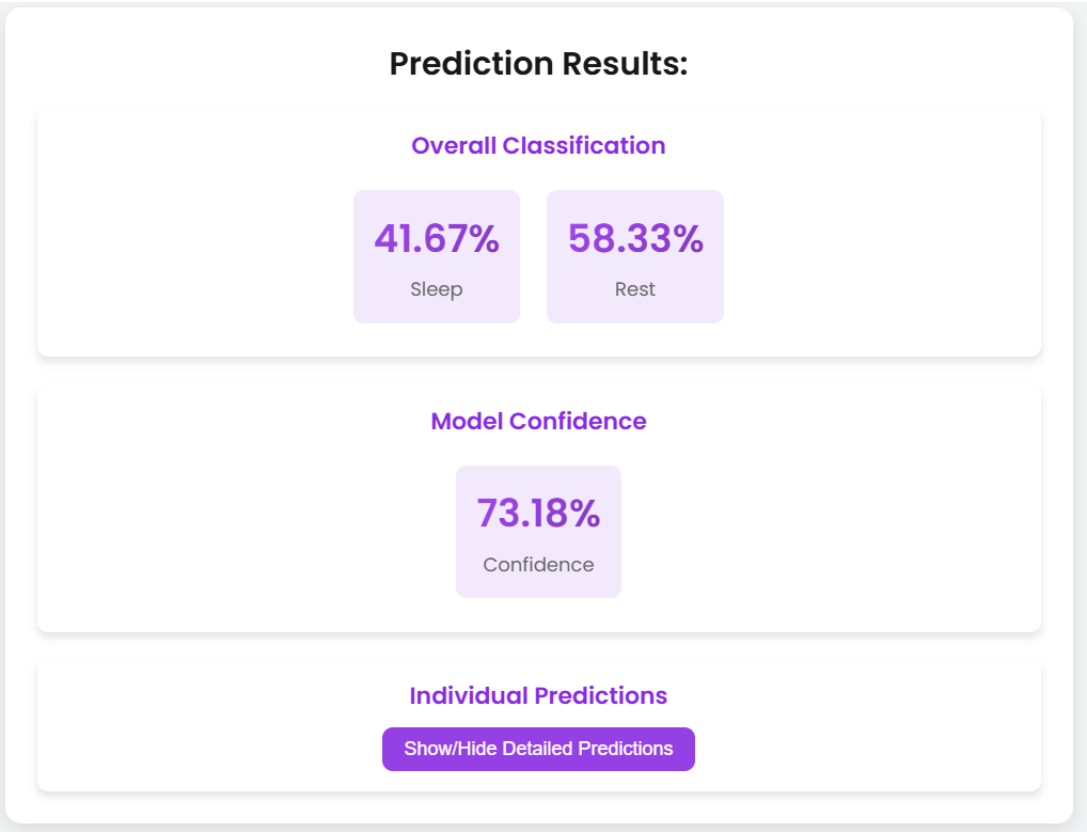 Prediction Results:
Overall Classification
41.67% 58.33%
Sleep Rest
Model Confidence
73.18%
Confidence
Individual Predictions
Show/Hide Detailed Predictions